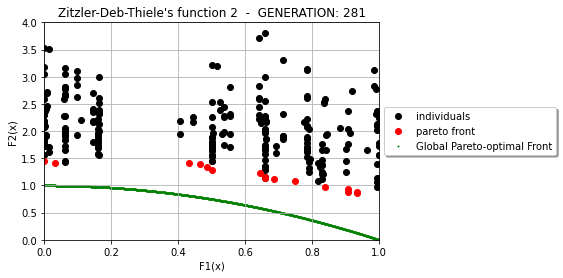 Zitzler-Deb-Thiele's function 2 - GENERATION: 281
4.0
3.5
3.0
2.5
2.0
1.5
1.0
0.5
0.0
F2(x)
0.0 0.2 0.4 0.6 0.8 1.0
F1(x)
individuals
pareto front
Global Pareto-optimal Front